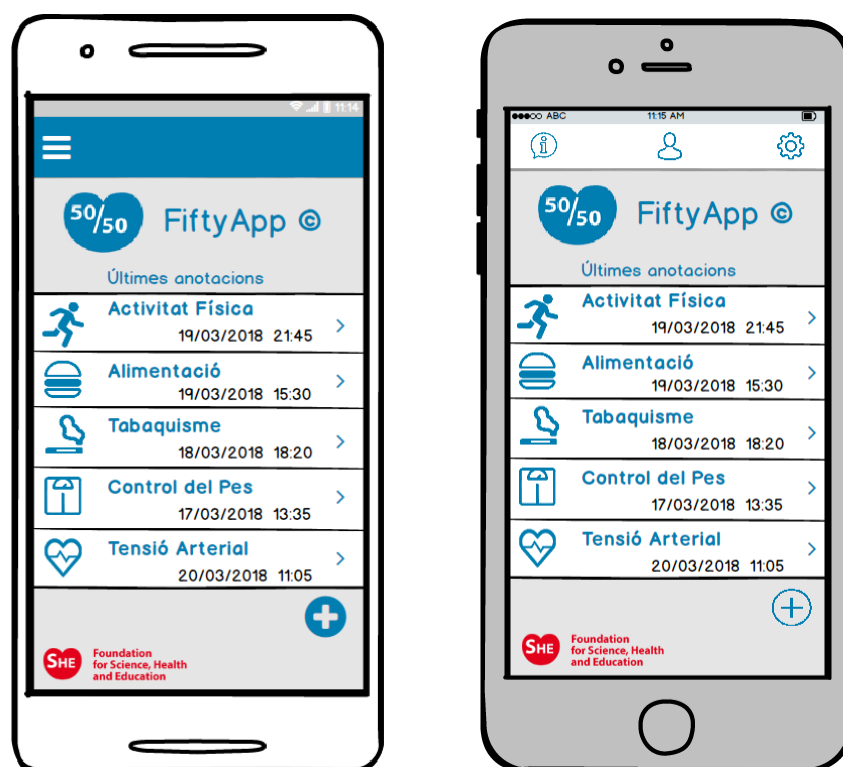 11:14
50/50
FiftyApp ©
Últimes anotacions
Activitat Física
19/03/2018 21:45
Alimentació
19/03/2018 15:30
Tabaquisme
18/03/2018 18:20
Control del Pes
17/03/2018 13:35
Tensió Arterial
20/03/2018 11:05
SHE
Foundation
for Science, Health
and Education
ABC 11:15 AM
50/50
FiftyApp ©
Últimes anotacions
Activitat Física
19/03/2018 21:45
Alimentació
19/03/2018 15:30
Tabaquisme
18/03/2018 18:20
Control del Pes
17/03/2018 13:35
Tensió Arterial
20/03/2018 11:05
SHE
Foundation
for Science, Health
and Education